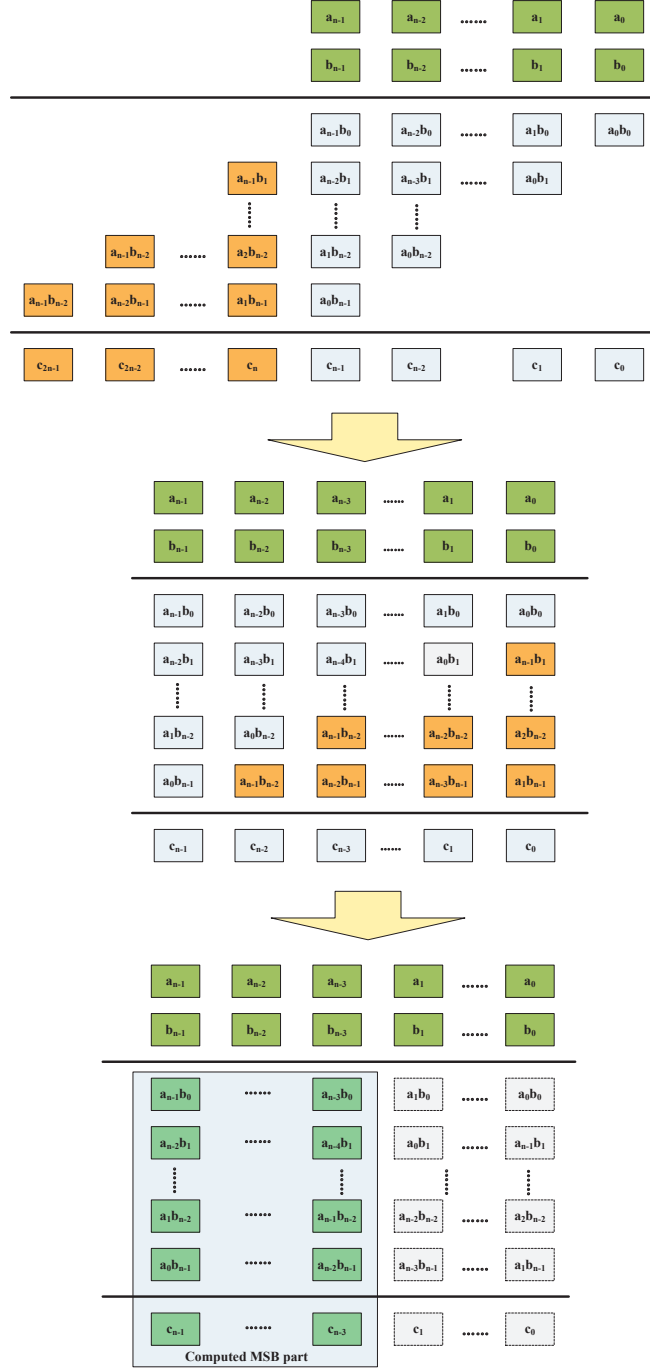 aₙ₋₁ aₙ₋₂ ...... a₁ a₀
bₙ₋₁ bₙ₋₂ ...... b₁ b₀
aₙ₋₁b₀ aₙ₋₂b₀ ...... a₁b₀ a₀b₀
aₙ₋₁b₁ aₙ₋₂b₁ aₙ₋₃b₁ ...... a₀b₁
aₙ₋₁bₙ₋₂ ...... a₂bₙ₋₂ a₁bₙ₋₂ a₀bₙ₋₂
aₙ₋₁bₙ₋₂ aₙ₋₂bₙ₋₁ ...... a₁bₙ₋₁ a₀bₙ₋₁
c₂ₙ₋₁ c₂ₙ₋₂ ...... cₙ cₙ₋₁ cₙ₋₂ c₁ c₀
aₙ₋₁ aₙ₋₂ aₙ₋₃ ...... a₁ a₀
bₙ₋₁ bₙ₋₂ bₙ₋₃ ...... b₁ b₀
aₙ₋₁b₀ aₙ₋₂b₀ aₙ₋₃b₀ ...... a₁b₀ a₀b₀
aₙ₋₂b₁ aₙ₋₃b₁ aₙ₋₄b₁ ...... a₀b₁ aₙ₋₁b₁
a₁bₙ₋₂ a₀bₙ₋₂ aₙ₋₁bₙ₋₂ ...... aₙ₋₂bₙ₋₂ a₂bₙ₋₂
a₀bₙ₋₁ aₙ₋₁bₙ₋₂ aₙ₋₂bₙ₋₁ ...... aₙ₋₃bₙ₋₁ a₁bₙ₋₁
cₙ₋₁ cₙ₋₂ cₙ₋₃ ...... c₁ c₀
aₙ₋₁ aₙ₋₂ aₙ₋₃ a₁ ...... a₀
bₙ₋₁ bₙ₋₂ bₙ₋₃ b₁ ...... b₀
aₙ₋₁b₀ ...... aₙ₋₃b₀ a₁b₀ ...... a₀b₀
aₙ₋₂b₁ ...... aₙ₋₄b₁ a₀b₁ ...... aₙ₋₁b₁
a₁bₙ₋₂ ...... aₙ₋₁bₙ₋₂ aₙ₋₂bₙ₋₂ ...... a₂bₙ₋₂
a₀bₙ₋₁ ...... aₙ₋₂bₙ₋₁ aₙ₋₃bₙ₋₁ ...... a₁bₙ₋₁
cₙ₋₁ ...... cₙ₋₃ c₁ ...... c₀
Computed MSB part